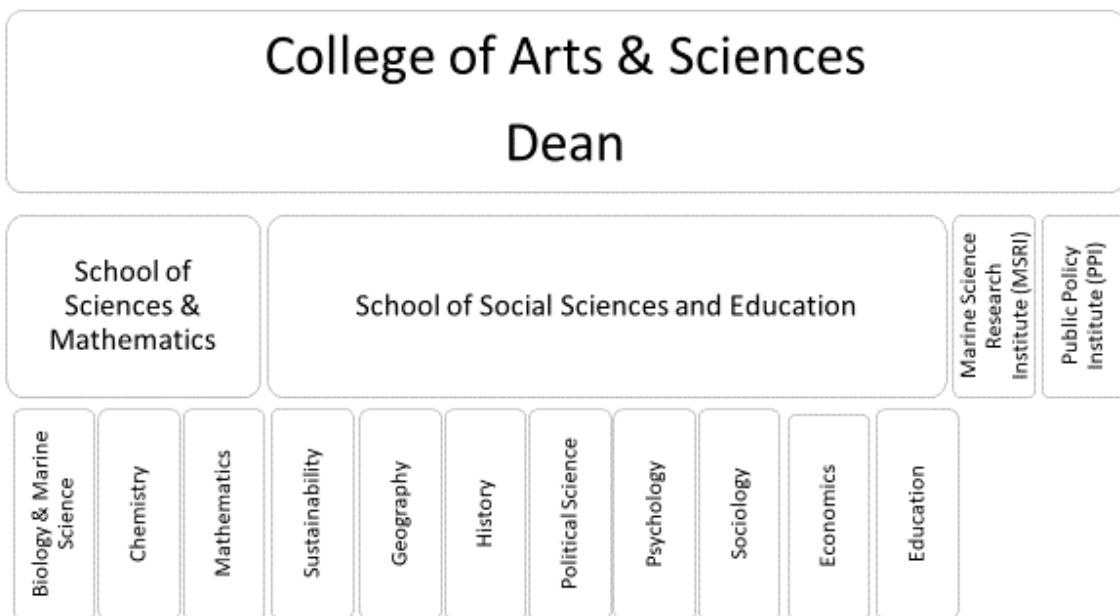 College of Arts & Sciences
Dean
School of
Sciences &
Mathematics
School of Social Sciences and Education
Marine Science
Research
Institute (MSRI)
Public Policy
Institute (PPI)
Biology & Marine
Science
Chemistry
Mathematics
Sustainability
Geography
History
Political Science
Psychology
Sociology
Economics
Education